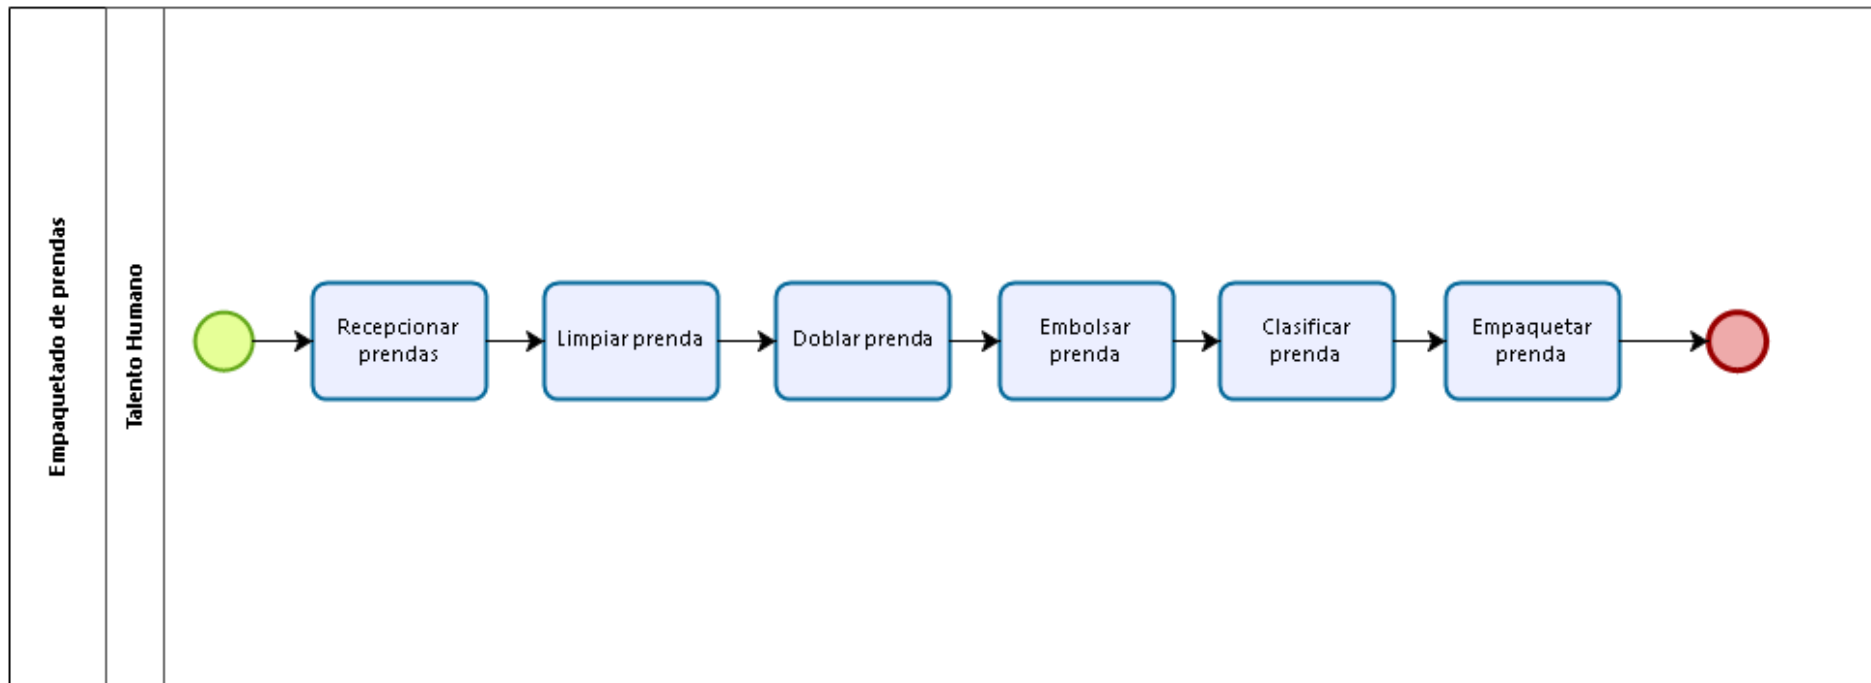 Empaquetado de prendas
Talento Humano
Recepcionar
prendas
Limpiar prenda
Doblar prenda
Embolsar
prenda
Clasificar
prenda
Empaquetar
prenda